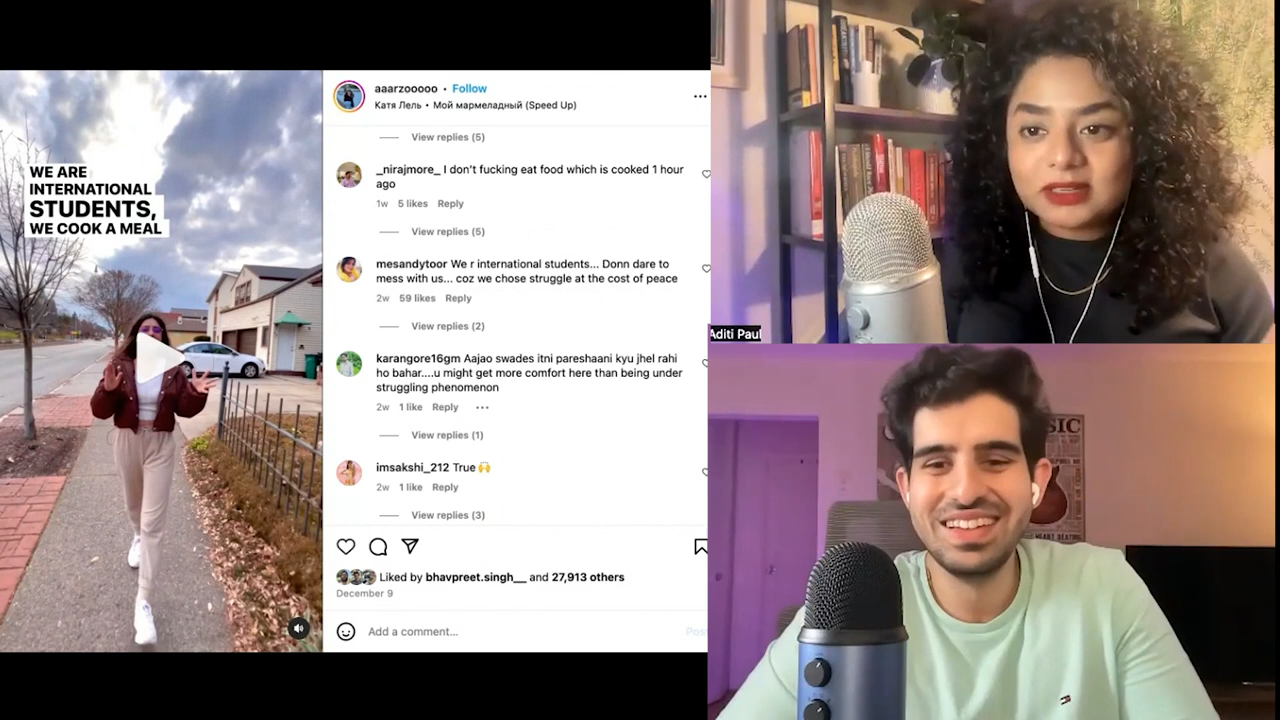 WE ARE
INTERNATIONAL
STUDENTS,
WE COOK A MEAL
aaarzooooo • Follow
Катя Лель • Мой мармеладный (Speed Up)
View replies (5)
_nirajmore_ I don't fucking eat food which is cooked 1 hour
ago
1w 5 likes Reply
View replies (5)
mesandytoor We r international students... Donn dare to
mess with us... coz we chose struggle at the cost of peace
2w 59 likes Reply
View replies (2)
karangore16gm Aajao swades itni pareshaani kyu jhel rahi
ho bahar....u might get more comfort here than being under
struggling phenomenon
2w 1 like Reply
View replies (1)
imsakshi_212 True 🙌
2w 1 like Reply
View replies (3)
Liked by bhavpreet.singh__ and 27,913 others
December 9
Add a comment...
Pos
Aditi Paul
SIC
HEART BEATING